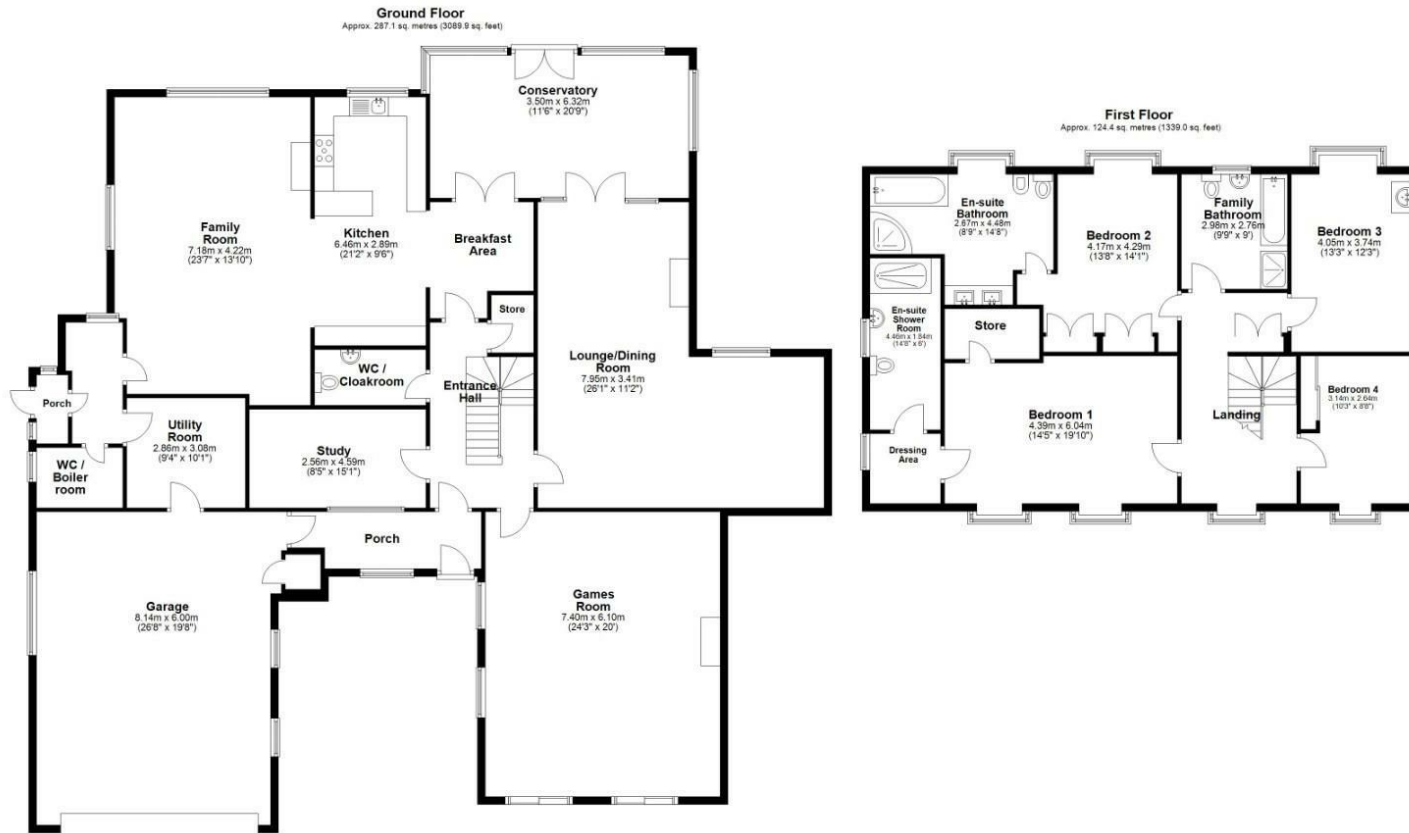 Ground Floor
Approx. 287.1 sq. metres (3089.9 sq. feet)
Conservatory
3.50m x 6.32m
(11'6" x 20'9")
Family
Room
7.18m x 4.22m
(23'7" x 13'10")
Kitchen
6.46m x 2.89m
(21'2" x 9'6")
Breakfast
Area
Store
Lounge/Dining
Room
7.95m x 3.41m
(26'1" x 11'2")
WC /
Cloakroom
Entrance
Hall
Porch
Utility
Room
2.86m x 3.08m
(9'4" x 10'1")
Study
2.56m x 4.59m
(8'5" x 15'1")
WC /
Boiler
room
Porch
Garage
8.14m x 6.00m
(26'8" x 19'8")
Games
Room
7.40m x 6.10m
(24'3" x 20')
First Floor
Approx. 124.4 sq. metres (1339.0 sq. feet)
En-suite
Bathroom
2.67m x 4.48m
(8'9" x 14'8")
Bedroom 2
4.17m x 4.29m
(13'8" x 14'1")
Family
Bathroom
2.98m x 2.76m
(9'9" x 9')
Bedroom 3
4.05m x 3.74m
(13'3" x 12'3")
En-suite
Shower
Room
4.46m x 1.84m
(14'8" x 6')
Store
Bedroom 4
3.14m x 2.64m
(10'3" x 8'8")
Bedroom 1
4.39m x 6.04m
(14'5" x 19'10")
Landing
Dressing
Area